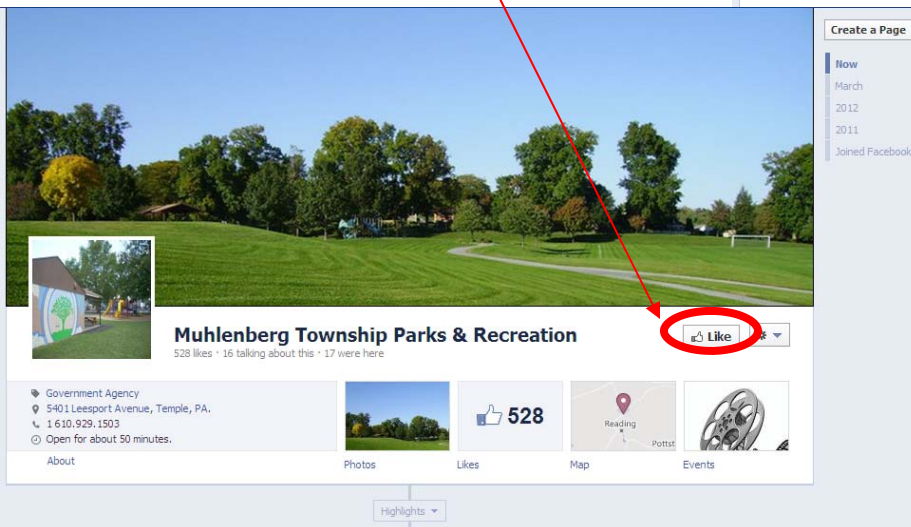 Create a Page
Now
March
2012
2011
Joined Facebook
Muhlenberg Township Parks & Recreation
528 likes · 16 talking about this · 17 were here
Like
Government Agency
5401 Leesport Avenue, Temple, PA.
1 610.929.1503
Open for about 50 minutes.
About
528
Reading
Pottst
Photos
Likes
Map
Events
Highlights